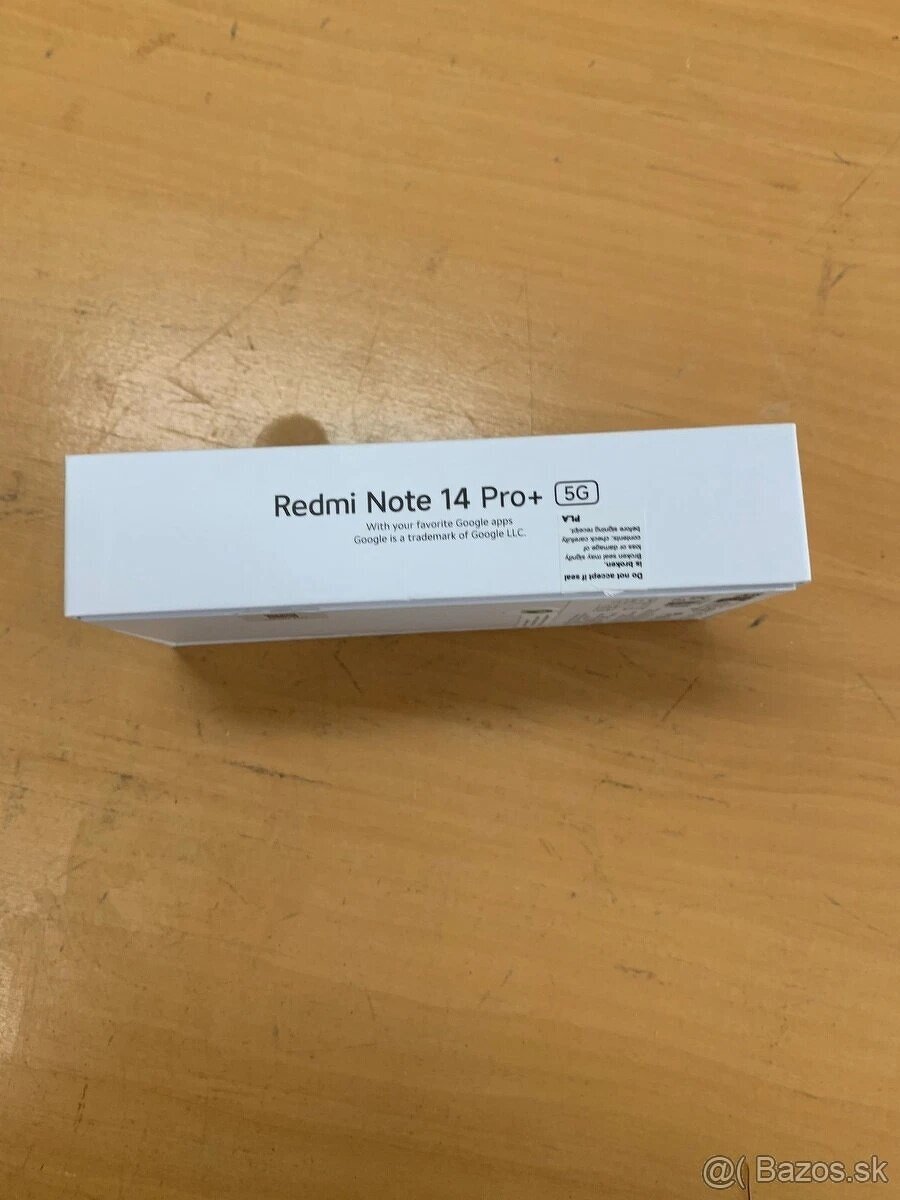 Redmi Note 14 Pro+ 5G
With your favorite Google apps
Google is a trademark of Google LLC.
Do not accept if seal
is broken.
Broken seal may signify
loss or damage of
contents, check carefully
before signing receipt.
PLA
@( Bazos.sk